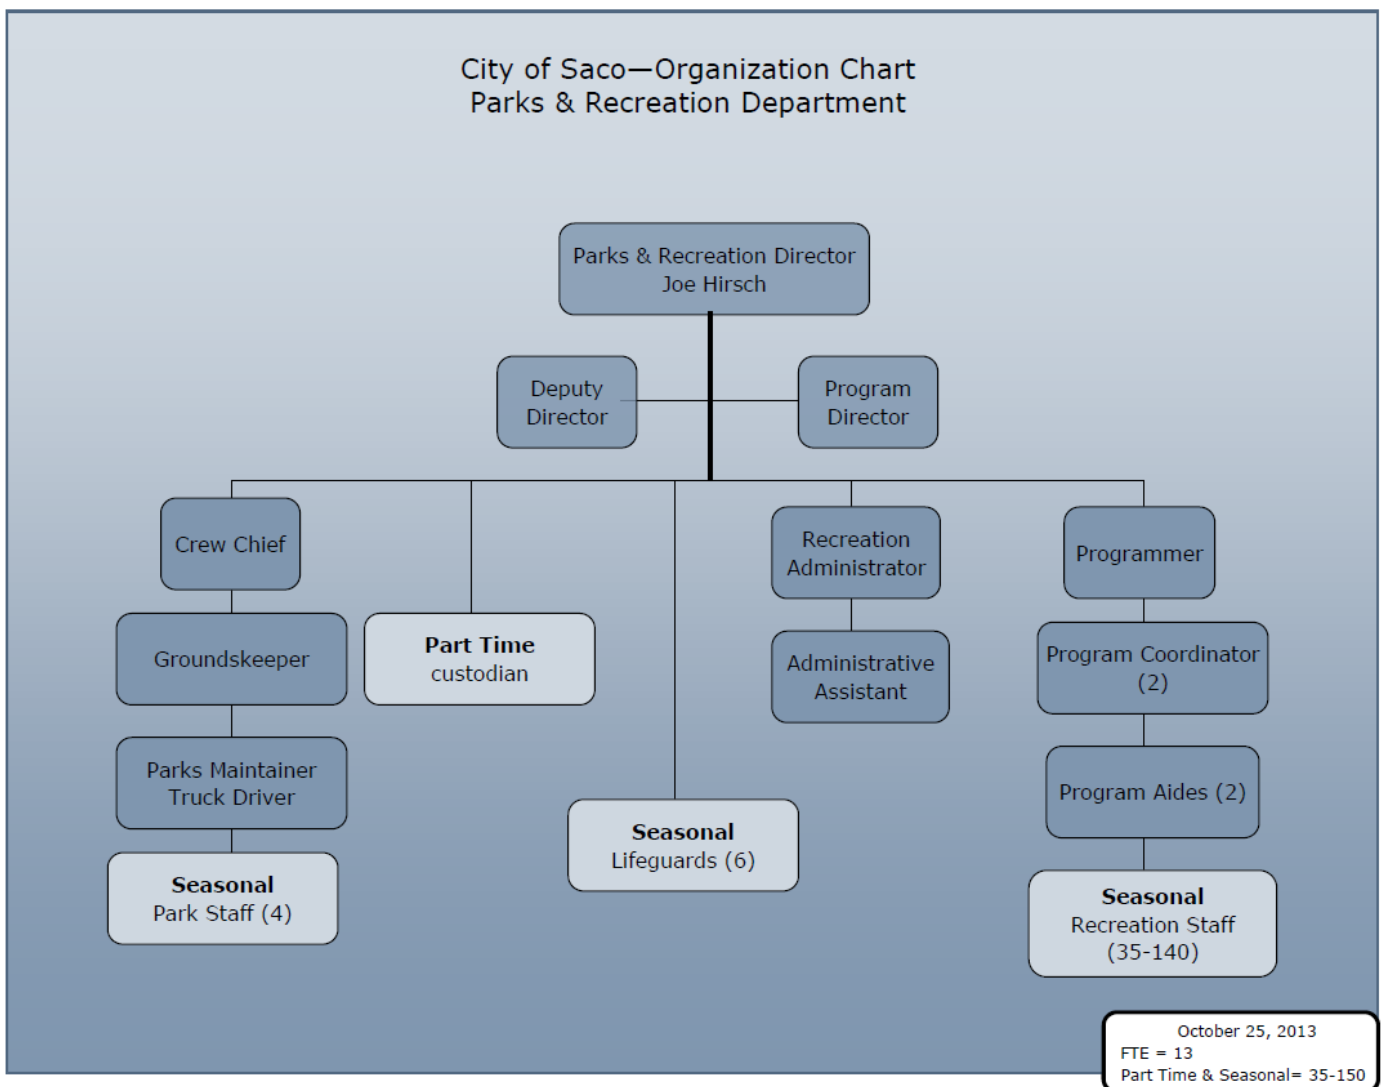 City of Saco—Organization Chart
Parks & Recreation Department
Parks & Recreation Director
Joe Hirsch
Deputy
Director
Program
Director
Crew Chief
Groundskeeper
Parks Maintainer
Truck Driver
Seasonal
Park Staff (4)
Part Time
custodian
Seasonal
Lifeguards (6)
Recreation
Administrator
Administrative
Assistant
Programmer
Program Coordinator
(2)
Program Aides (2)
Seasonal
Recreation Staff
(35-140)
October 25, 2013
FTE = 13
Part Time & Seasonal= 35-150